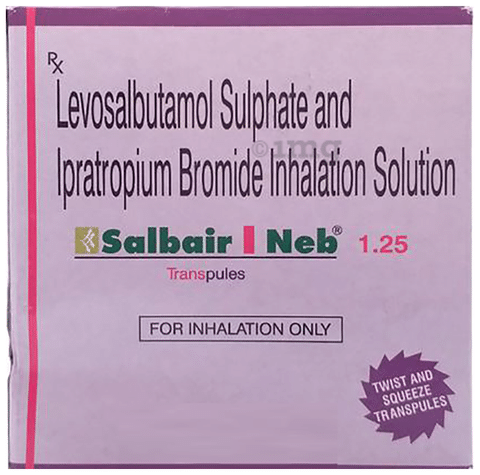 Rx
Levosalbutamol Sulphate and
Ipratropium Bromide Inhalation Solution
Salbair I Neb® 1.25
Transpules
FOR INHALATION ONLY
TWIST AND
SQUEEZE
TRANSPULES